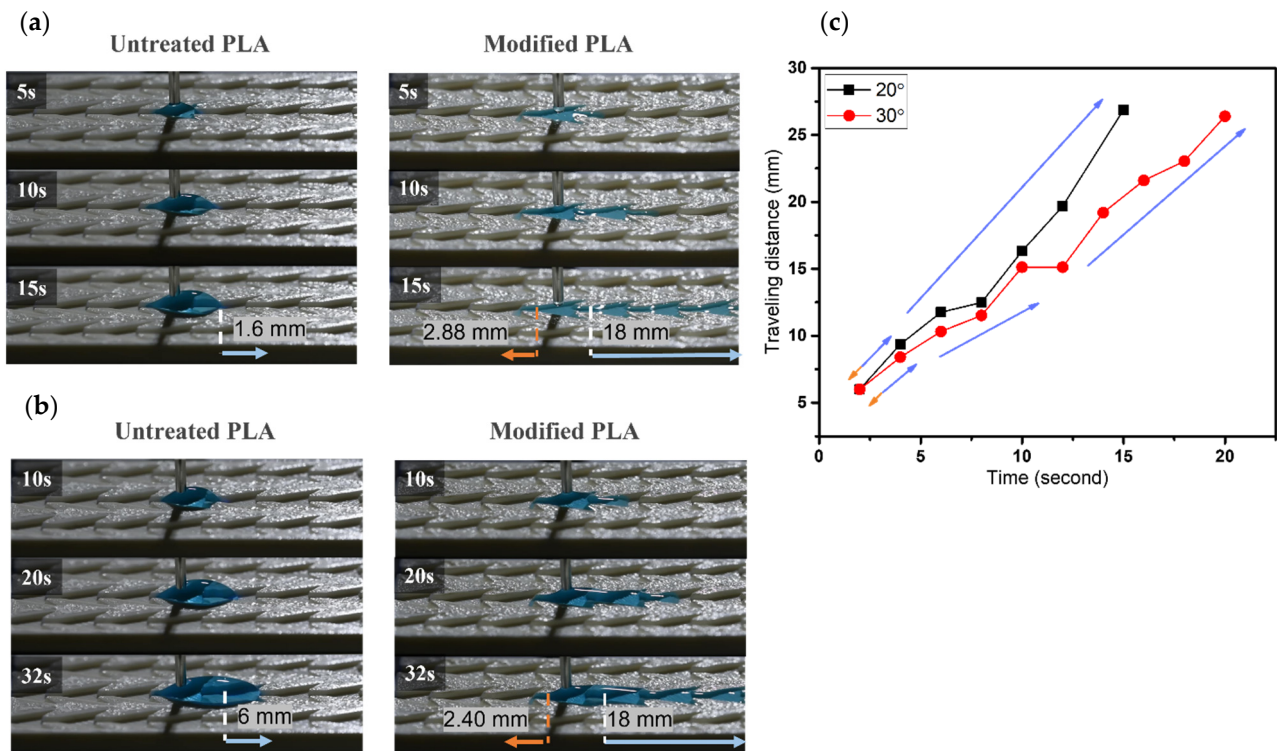 (a)
Untreated PLA
Modified PLA
5s
10s
15s
1.6 mm
5s
10s
15s
2.88 mm
18 mm
(b)
Untreated PLA
Modified PLA
10s
20s
32s
6 mm
10s
20s
32s
2.40 mm
18 mm
(c)
20°
30°
Traveling distance (mm)
30
25
20
15
10
5
0
5
10
15
20
Time (second)